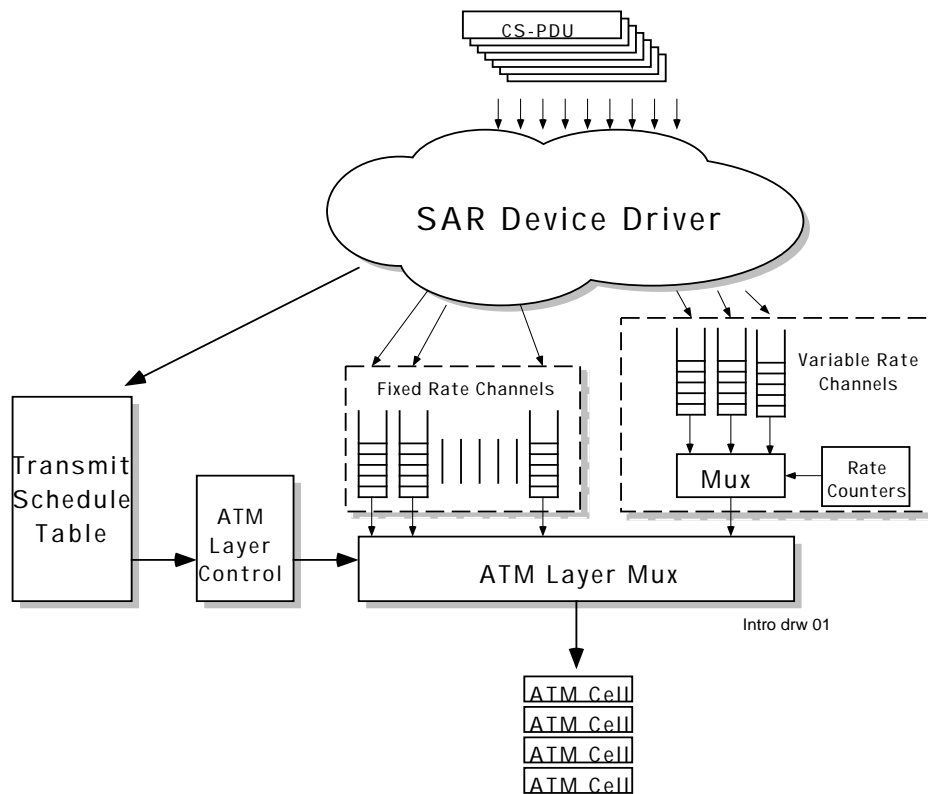 CS-PDU
SAR Device Driver
Fixed Rate Channels
Variable Rate
Channels
Transmit
Schedule
Table
ATM
Layer
Control
Mux
Rate
Counters
ATM Layer Mux
Intro drw 01
ATM Cell
ATM Cell
ATM Cell
ATM Cell